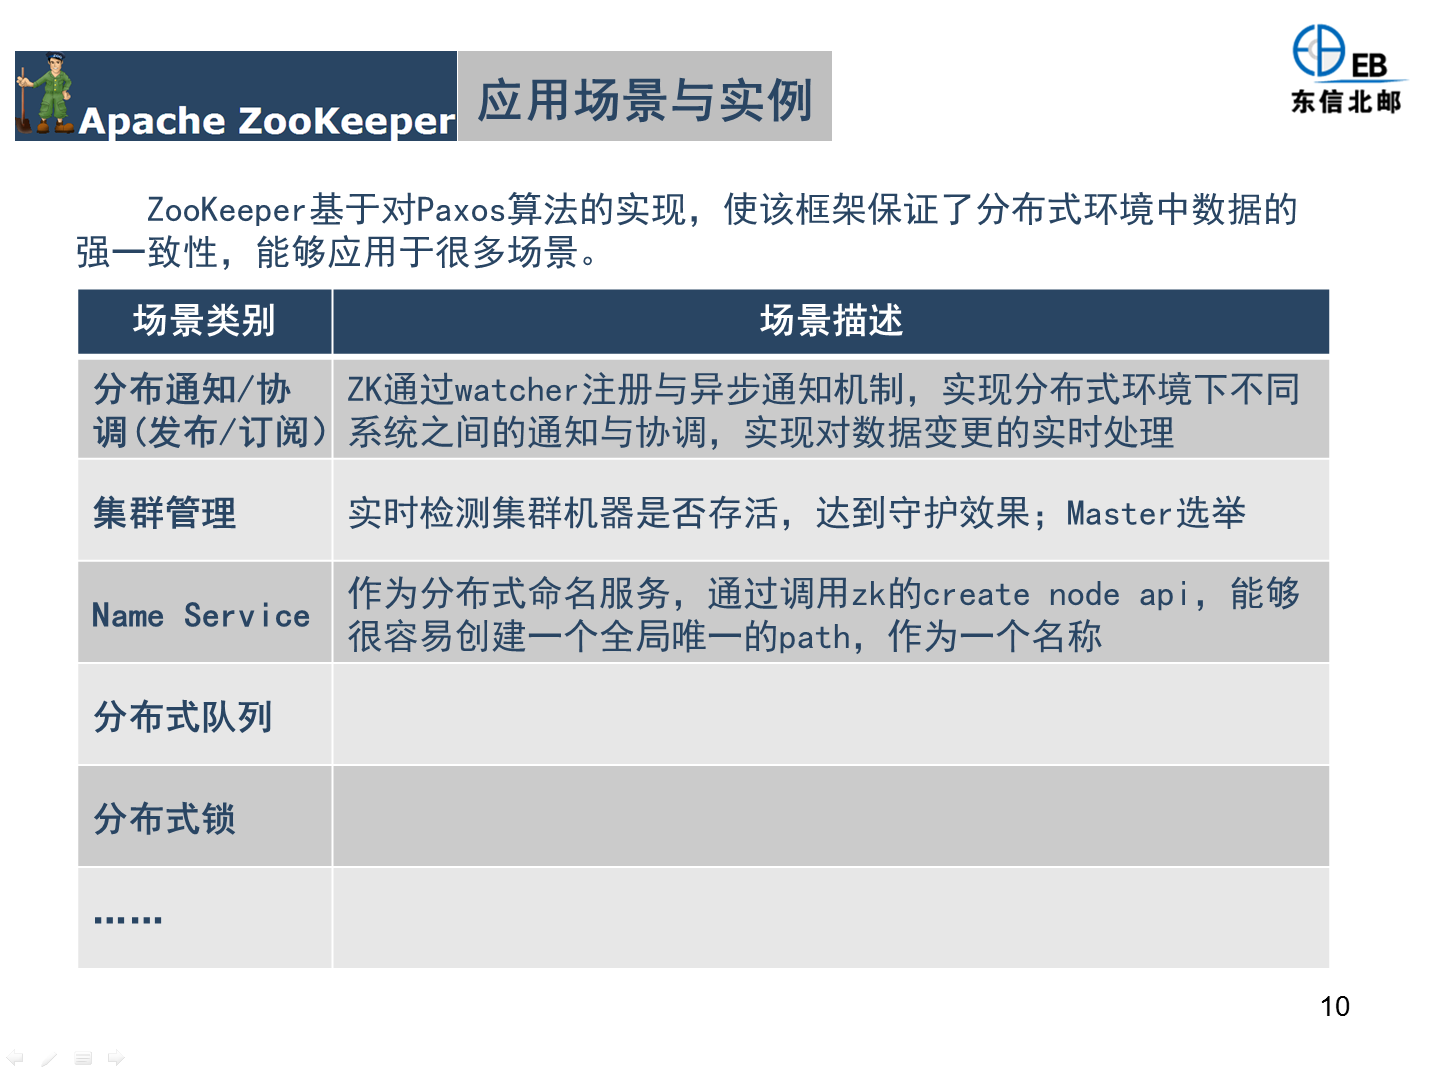 Apache ZooKeeper
应用场景与实例
EB
东信北邮
ZooKeeper基于对Paxos算法的实现，使该框架保证了分布式环境中数据的
强一致性，能够应用于很多场景。
场景类别
场景描述
分布通知/协
调(发布/订阅)
ZK通过watcher注册与异步通知机制，实现分布式环境下不同
系统之间的通知与协调，实现对数据变更的实时处理
集群管理
实时检测集群机器是否存活，达到守护效果；Master选举
Name Service
作为分布式命名服务，通过调用zk的create node api，能够
很容易创建一个全局唯一的path，作为一个名称
分布式队列
分布式锁
……
10